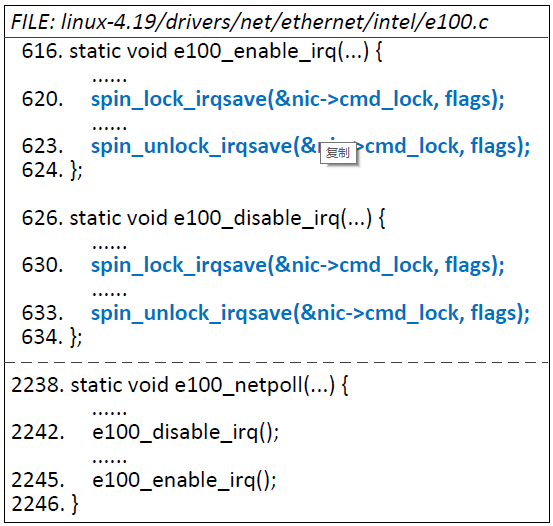 FILE: linux-4.19/drivers/net/ethernet/intel/e100.c
616. static void e100_enable_irq(...) {
......
620. spin_lock_irqsave(&nic->cmd_lock, flags);
......
623. spin_unlock_irqsave(&n >cmd_lock, flags);
复制
624. };
626. static void e100_disable_irq(...) {
......
630. spin_lock_irqsave(&nic->cmd_lock, flags);
......
633. spin_unlock_irqsave(&nic->cmd_lock, flags);
634. };
2238. static void e100_netpoll(...) {
......
2242. e100_disable_irq();
......
2245. e100_enable_irq();
2246. }